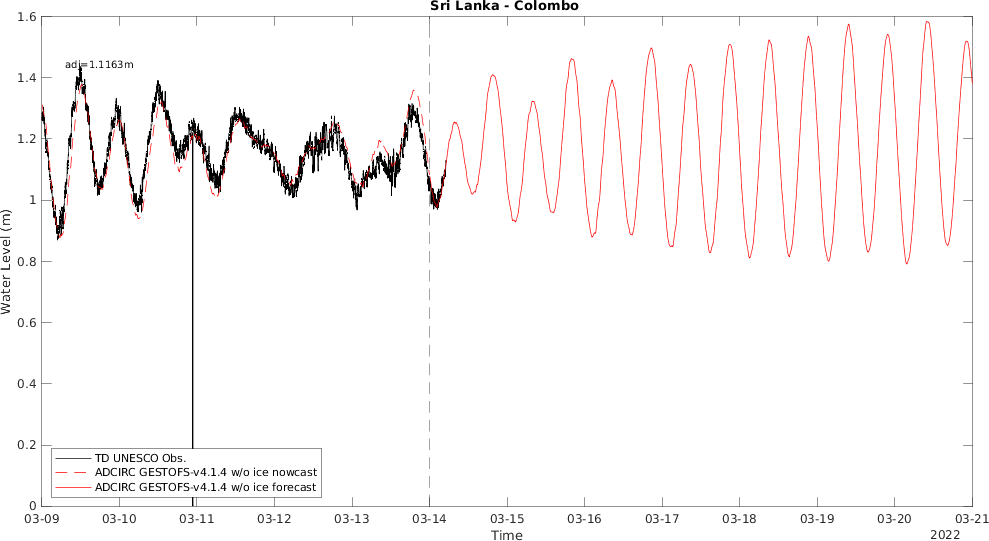 Sri Lanka - Colombo
adj=1.1163m
Water Level (m)
1.6
1.4
1.2
1
0.8
0.6
0.4
0.2
0
TD UNESCO Obs.
ADCIRC GESTOFS-v4.1.4 w/o ice nowcast
ADCIRC GESTOFS-v4.1.4 w/o ice forecast
03-09 03-10 03-11 03-12 03-13 03-14 03-15 03-16 03-17 03-18 03-19 03-20 03-21
Time
2022